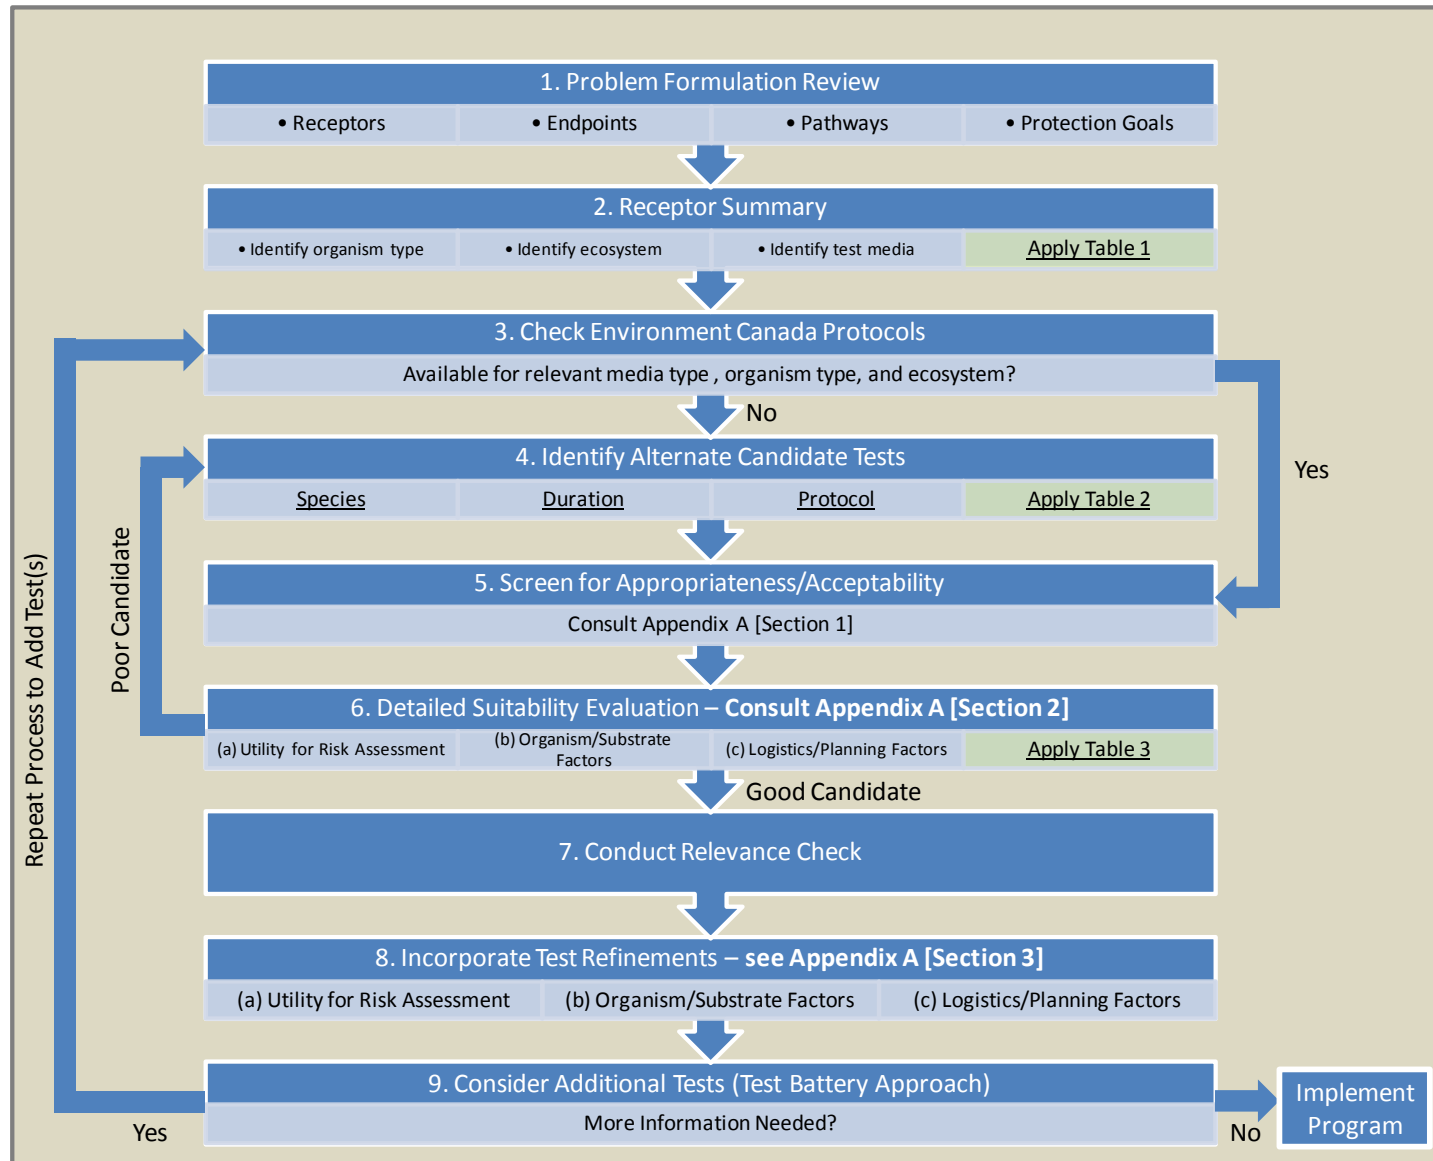 1. Problem Formulation Review
• Receptors
• Endpoints
• Pathways
• Protection Goals
2. Receptor Summary
• Identify organism type
• Identify ecosystem
• Identify test media
Apply Table 1
3. Check Environment Canada Protocols
Available for relevant media type , organism type, and ecosystem?
No
Yes
4. Identify Alternate Candidate Tests
Species
Duration
Protocol
Apply Table 2
5. Screen for Appropriateness/Acceptability
Consult Appendix A [Section 1]
Poor Candidate
6. Detailed Suitability Evaluation – Consult Appendix A [Section 2]
(a) Utility for Risk Assessment
(b) Organism/Substrate
Factors
(c) Logistics/Planning Factors
Apply Table 3
Good Candidate
Repeat Process to Add Test(s)
7. Conduct Relevance Check
8. Incorporate Test Refinements – see Appendix A [Section 3]
(a) Utility for Risk Assessment
(b) Organism/Substrate Factors
(c) Logistics/Planning Factors
9. Consider Additional Tests (Test Battery Approach)
More Information Needed?
Yes
No
Implement
Program